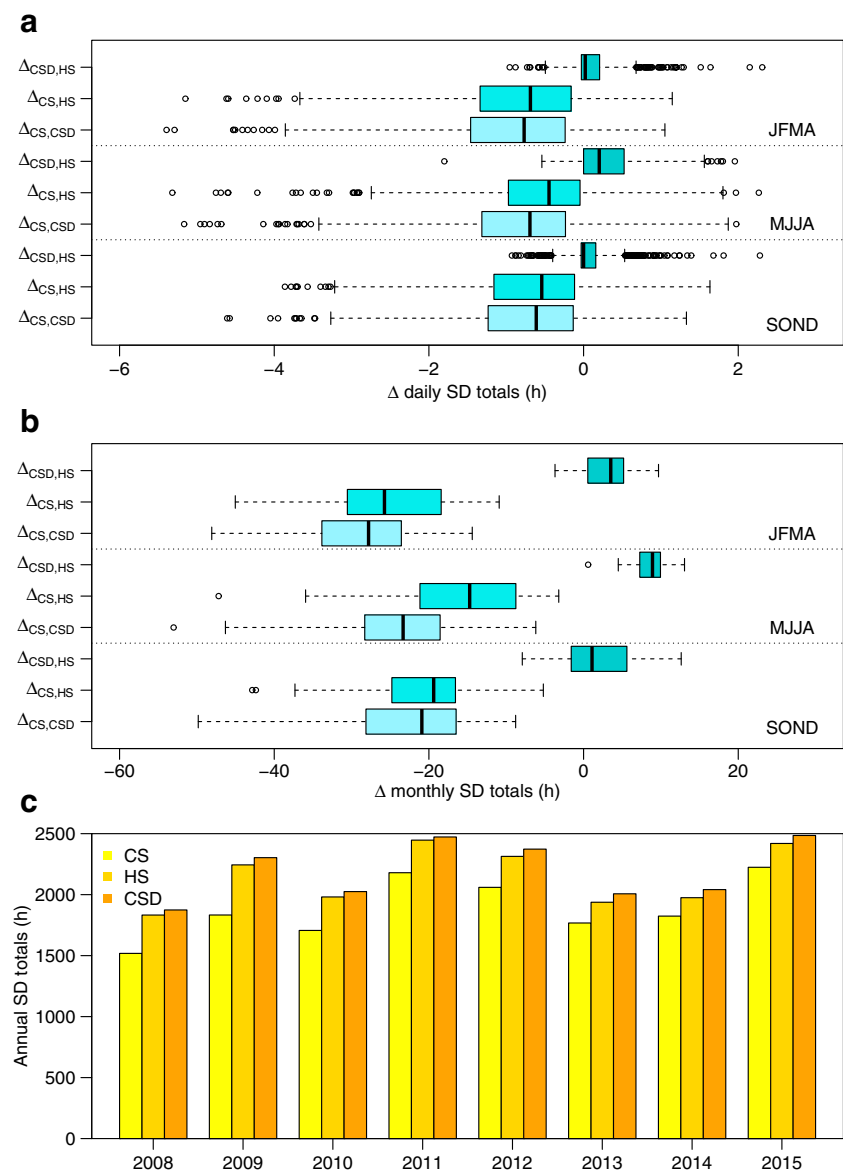 a
ΔCSD,HS
ΔCS,HS
ΔCS,CSD
JFMA
ΔCSD,HS
ΔCS,HS
ΔCS,CSD
MJJA
ΔCSD,HS
ΔCS,HS
ΔCS,CSD
SOND
−6 −4 −2 0 2
Δ daily SD totals (h)
b
ΔCSD,HS
ΔCS,HS
ΔCS,CSD
JFMA
ΔCSD,HS
ΔCS,HS
ΔCS,CSD
MJJA
ΔCSD,HS
ΔCS,HS
ΔCS,CSD
SOND
−60 −40 −20 0 20
Δ monthly SD totals (h)
c
Annual SD totals (h)
2500
2000
1500
1000
500
0
CS
HS
CSD
2008 2009 2010 2011 2012 2013 2014 2015